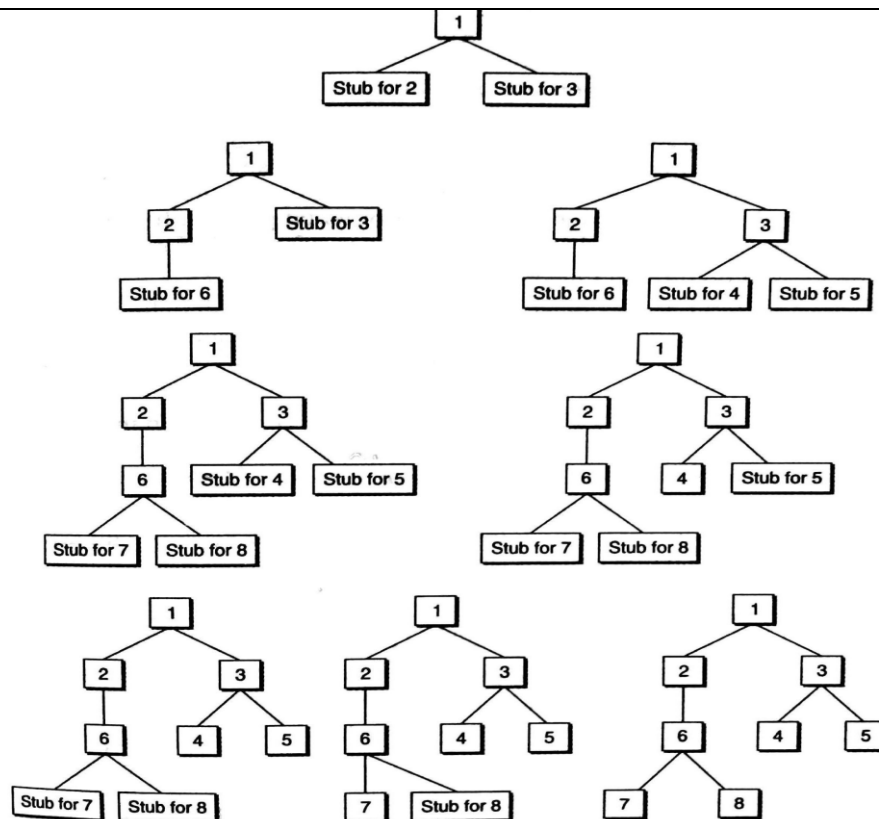 1
Stub for 2 Stub for 3
1 1
2 Stub for 3 2 3
Stub for 6 Stub for 6 Stub for 4 Stub for 5
1 1
2 3 2 3
6 Stub for 4 Stub for 5 6 4 Stub for 5
Stub for 7 Stub for 8 Stub for 7 Stub for 8
1 1 1
2 3 2 3 2 3
6 4 5 6 4 5 6 4 5
Stub for 7 Stub for 8 7 Stub for 8 7 8